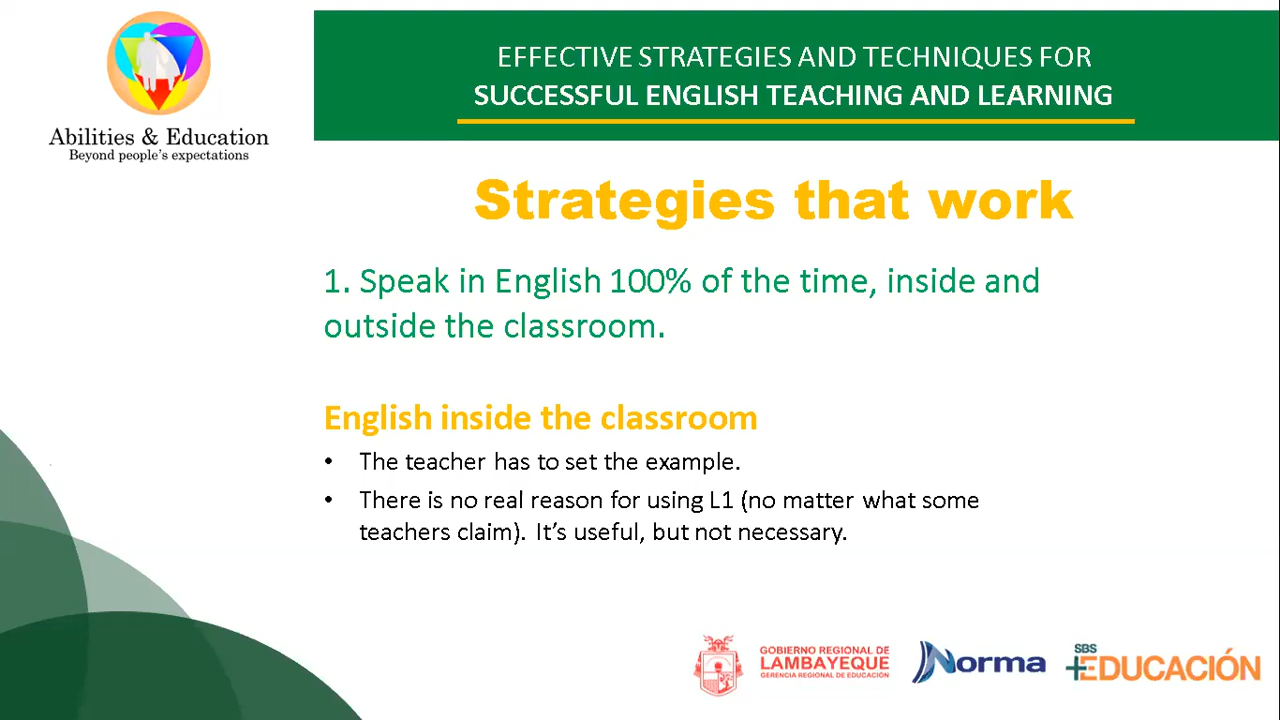 Abilities & Education
Beyond people's expectations
EFFECTIVE STRATEGIES AND TECHNIQUES FOR
SUCCESSFUL ENGLISH TEACHING AND LEARNING
Strategies that work
1. Speak in English 100% of the time, inside and
outside the classroom.
English inside the classroom
• The teacher has to set the example.
• There is no real reason for using L1 (no matter what some
teachers claim). It's useful, but not necessary.
GOBIERNO REGIONAL DE
LAMBAYEQUE
GERENCIA REGIONAL DE EDUCACIÓN
Norma
SBS
+EDUCACIÓN